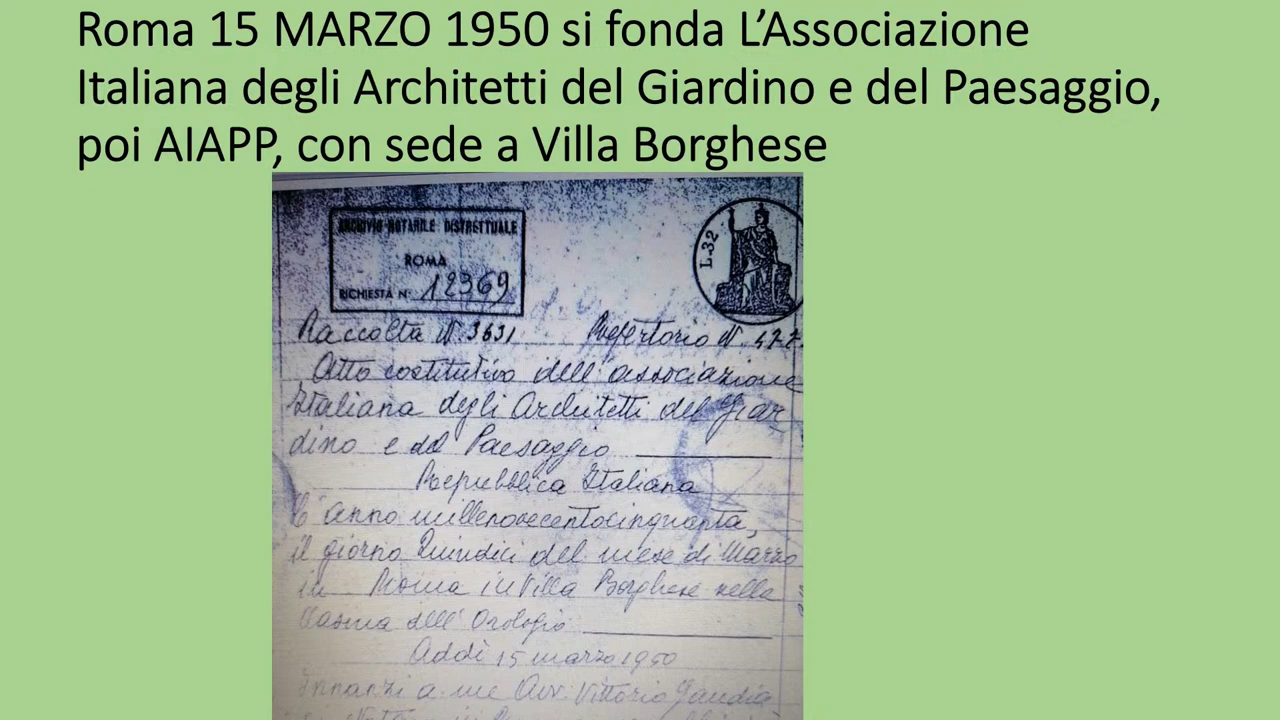 Roma 15 MARZO 1950 si fonda L’Associazione
Italiana degli Architetti del Giardino e del Paesaggio,
poi AIAPP, con sede a Villa Borghese
ARCHIVIO NOTARILE DISTRETTUALE
ROMA
RICHIESTA N. 12369
L.32
Raccolta N. 3631 Repertorio N. 477
Atto costitutivo dell'associazione
Italiana degli Architetti del Giar
dino e del Paesaggio
Repubblica Italiana
L'anno millenovecentocinquanta,
il giorno Quindici del mese di Marzo
in Roma in Villa Borghese nella
Casina dell'Orologio
Addì 15 marzo 1950
Innanzi a me Avv. Vittorio Gaudia